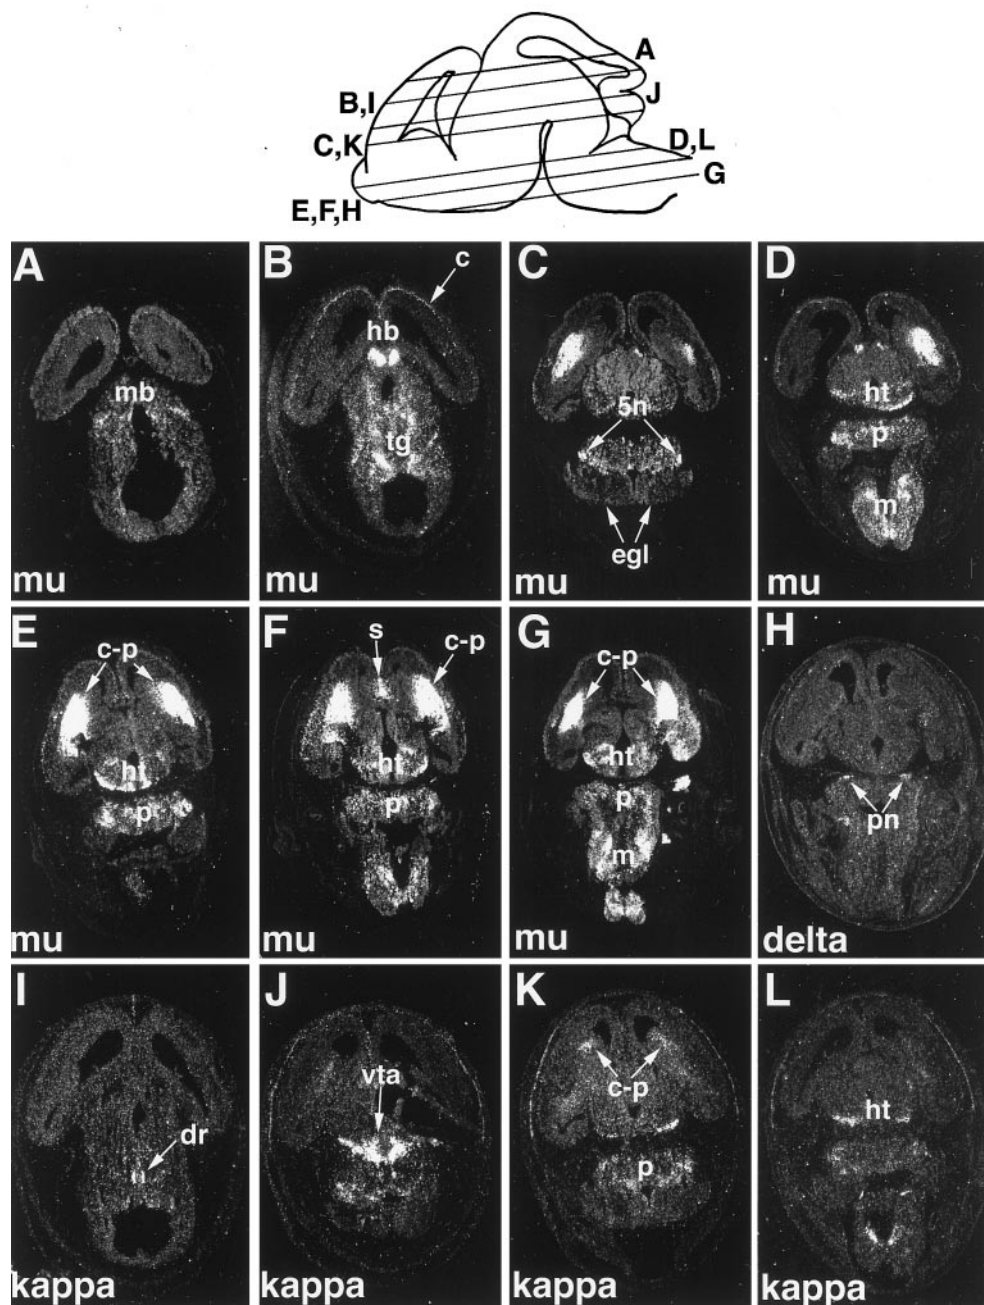 A
B,I
J
C,K
D,L
G
E,F,H
A
mb
mu
B
c
hb
tg
mu
C
5n
egl
mu
D
ht
p
m
mu
E
c-p
ht
p
mu
F
s
c-p
ht
p
mu
G
c-p
ht
p
m
mu
H
pn
delta
I
dr
kappa
J
vta
kappa
K
c-p
p
kappa
L
ht
kappa